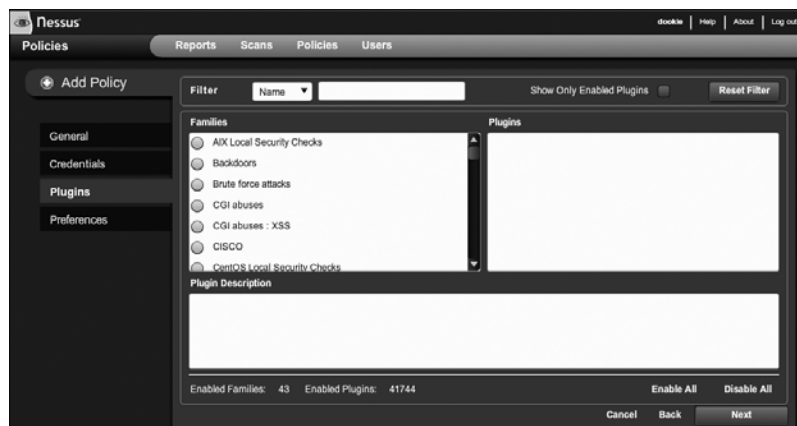 Nessus
dookie | Help | About | Log out
Policies
Reports Scans Policies Users
Add Policy
General
Credentials
Plugins
Preferences
Filter Name Show Only Enabled Plugins Reset Filter
Families
AIX Local Security Checks
Backdoors
Brute force attacks
CGI abuses
CGI abuses : XSS
CISCO
CentOS Local Security Checks
Plugins
Plugin Description
Enabled Families: 43 Enabled Plugins: 41744 Enable All Disable All
Cancel Back Next